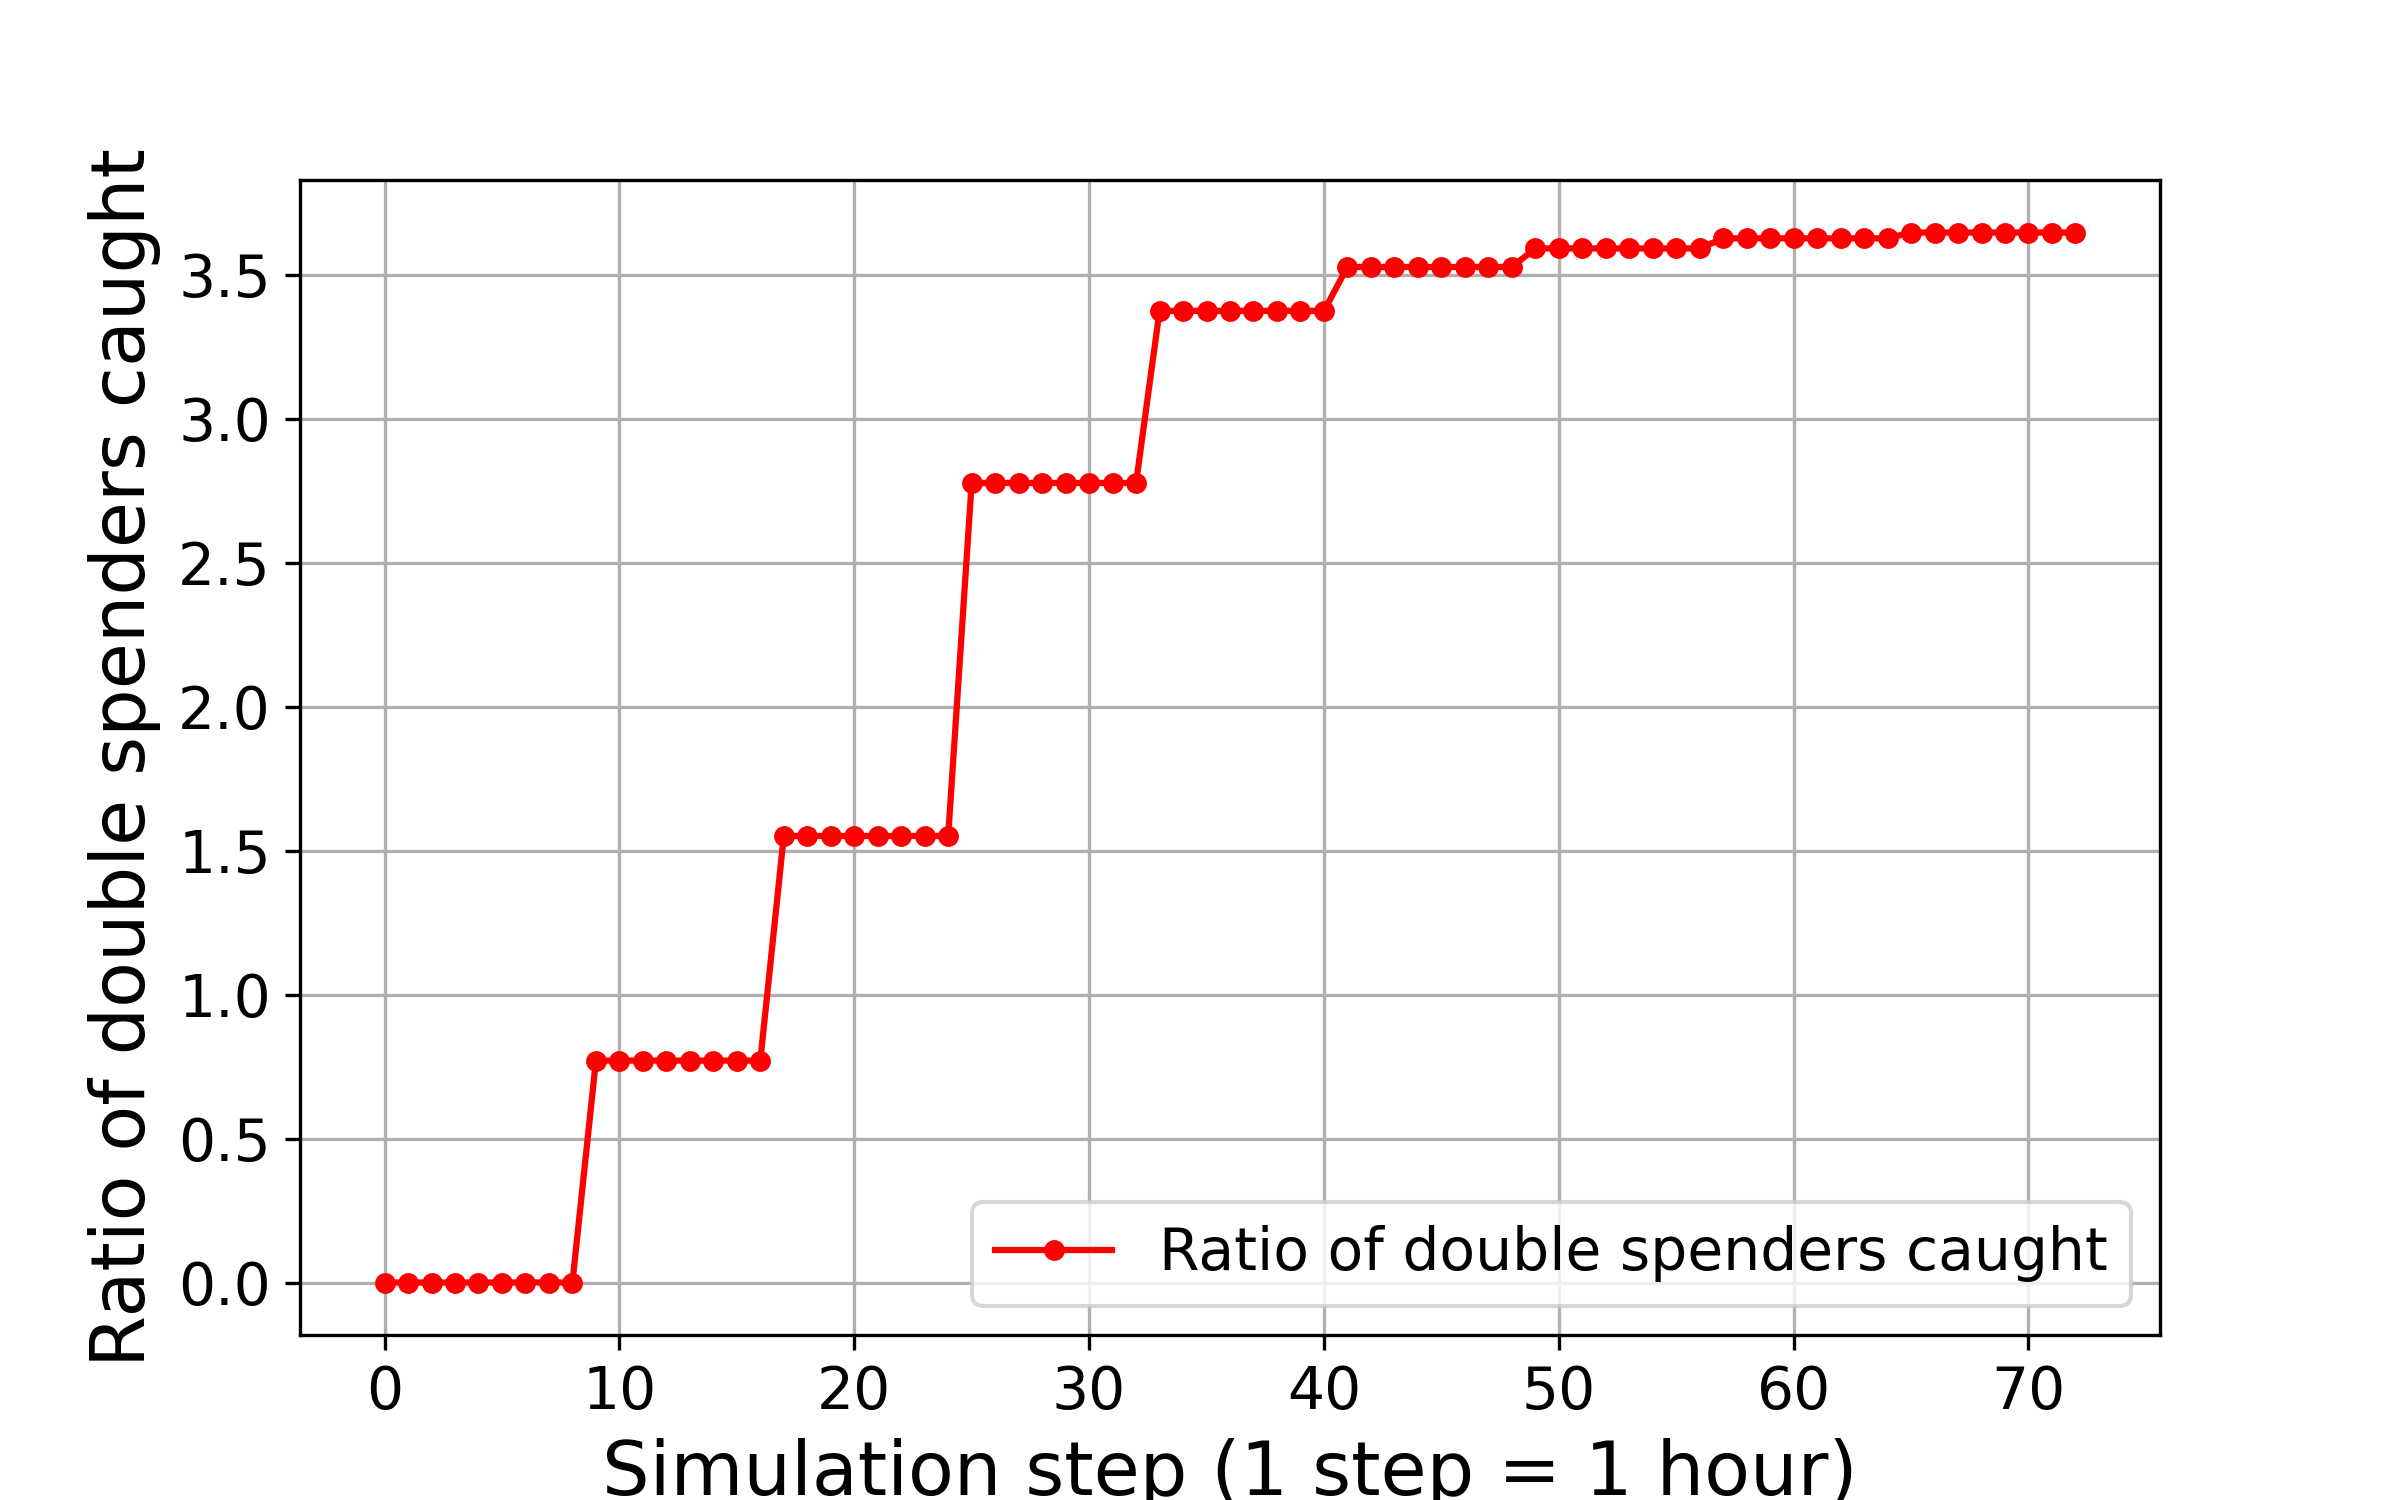 Ratio of double spenders caught
3.5
3.0
2.5
2.0
1.5
1.0
0.5
0.0
Ratio of double spenders caught
0 10 20 30 40 50 60 70
Simulation step (1 step = 1 hour)